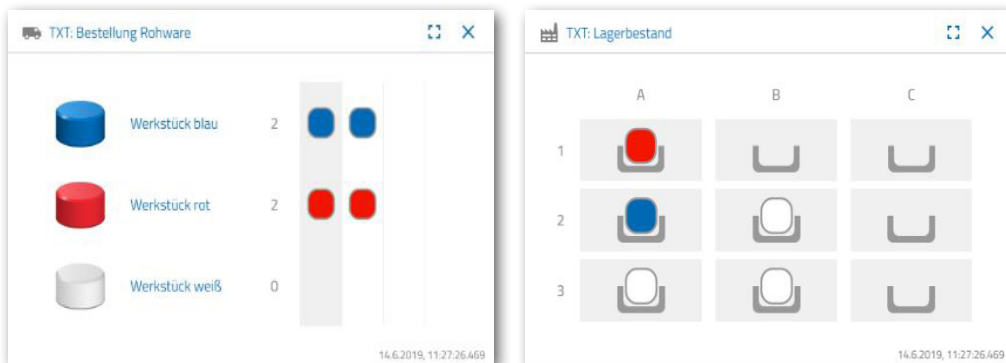 TXT: Bestellung Rohware
Werkstück blau 2
Werkstück rot 2
Werkstück weiß 0
14.6.2019, 11:27:26.469
TXT: Lagerbestand
A B C
1
2
3
14.6.2019, 11:27:26.469